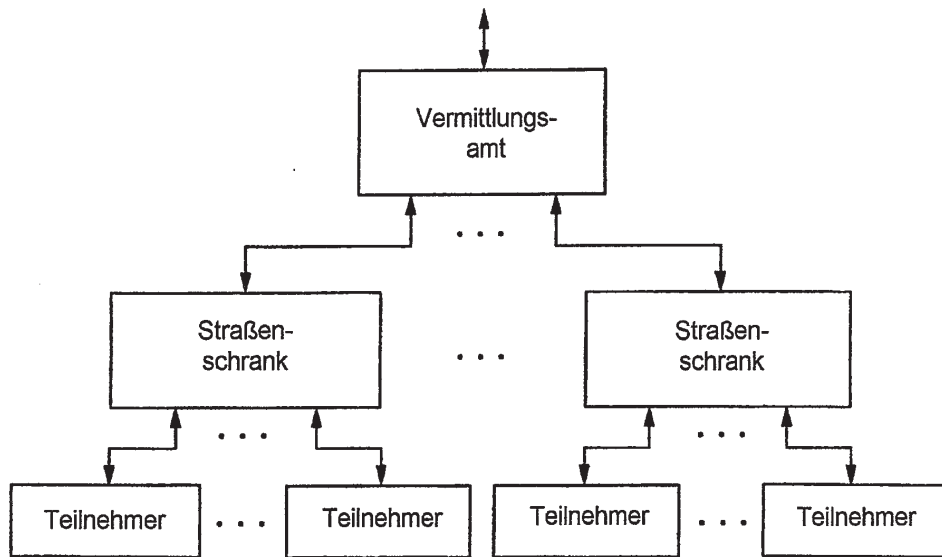 Vermittlungs-
amt
. . .
Straßen-
schrank
. . .
Straßen-
schrank
. . .
. . .
Teilnehmer
. . .
Teilnehmer
Teilnehmer
. . .
Teilnehmer